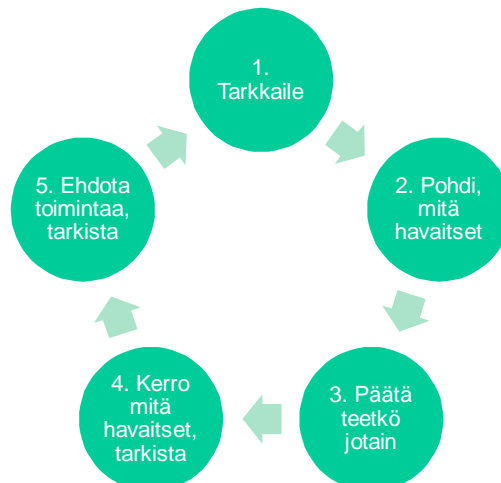 1.
Tarkkaile
2. Pohdi,
mitä
havaitset
3. Päätä
teetkö
jotain
4. Kerro
mitä
havaitset,
tarkista
5. Ehdota
toimintaa,
tarkista